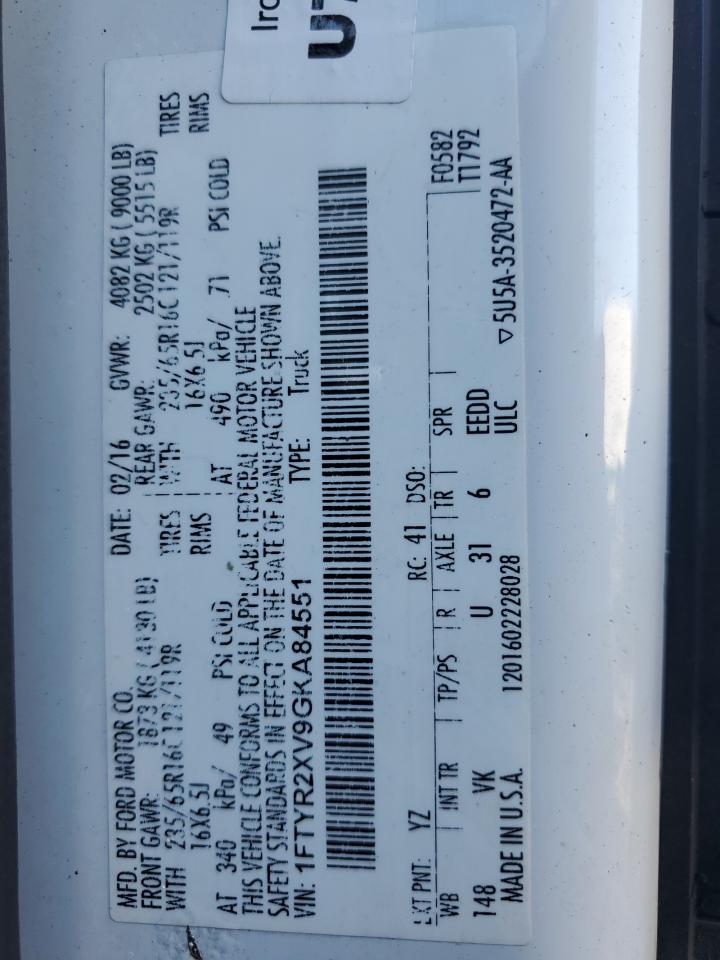 Iro
U7
MFD. BY FORD MOTOR CO. DATE: 02/16 GVWR: 4082 KG ( 9000 LB)
FRONT GAWR: 1873 KG ( 4130 LB) REAR GAWR: 2502 KG ( 5515 LB)
WITH 235/65R16C 121/119R TIRES WITH 235/65R16C 121/119R TIRES
16X6.5J RIMS 16X6.5J RIMS
AT 340 kPa/ 49 PSi COLD AT 490 kPa/ 71 PSi COLD
THIS VEHICLE CONFORMS TO ALL APPLICABLE FEDERAL MOTOR VEHICLE
SAFETY STANDARDS IN EFFECT ON THE DATE OF MANUFACTURE SHOWN ABOVE.
VIN: 1FTYR2XV9GKA84551 TYPE: Truck
EXT PNT: YZ RC: 41 DSO: F0582
WB | INT TR | TP/PS | R | AXLE | TR | SPR | T1792
148 VK U 31 6 EEDD
MADE IN U.S.A. 1201602228028 ULC ▽5U5A-3520472-AA